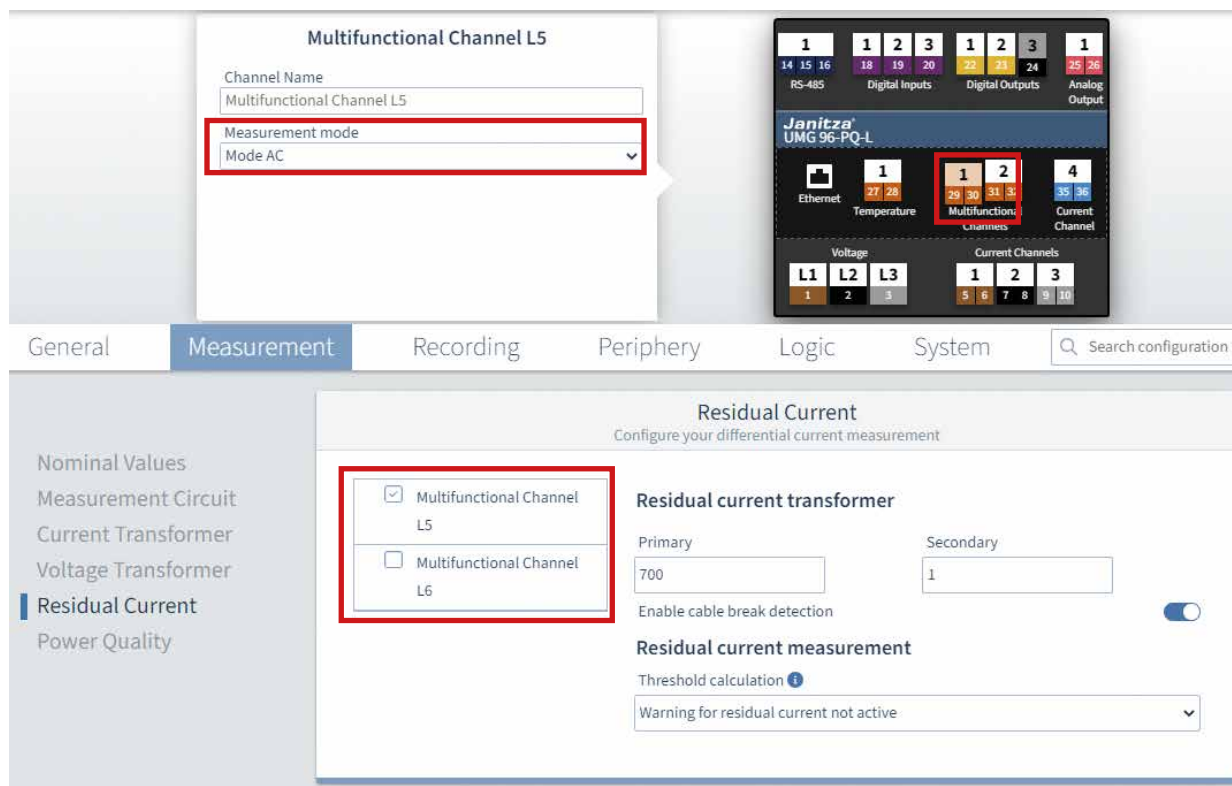 Multifunctional Channel L5
Channel Name
Multifunctional Channel L5
Measurement mode
Mode AC
1 1 2 3 1 2 3 1
14 15 16 18 19 20 22 23 24 25 26
RS-485 Digital Inputs Digital Outputs Analog
Output
Janitza®
UMG 96-PQ-L
1 1 2 4
27 28 29 30 31 32 35 36
Ethernet Temperature Multifunctional Current
Channels Channel
Voltage Current Channels
L1 L2 L3 1 2 3
1 2 3 5 6 7 8 9 10
General Measurement Recording Periphery Logic System Search configuration
Residual Current
Configure your differential current measurement
Nominal Values
Measurement Circuit
Current Transformer
Voltage Transformer
Residual Current
Power Quality
Multifunctional Channel
L5
Multifunctional Channel
L6
Residual current transformer
Primary Secondary
700 1
Enable cable break detection
Residual current measurement
Threshold calculation
Warning for residual current not active